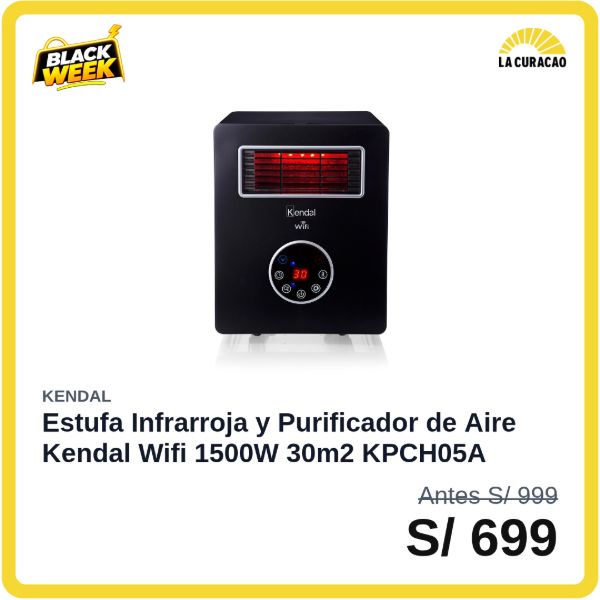 BLACK
WEEK
LA CURACAO
Kendal
Wifi
30
KENDAL
Estufa Infrarroja y Purificador de Aire
Kendal Wifi 1500W 30m2 KPCH05A
Antes S/ 999
S/ 699